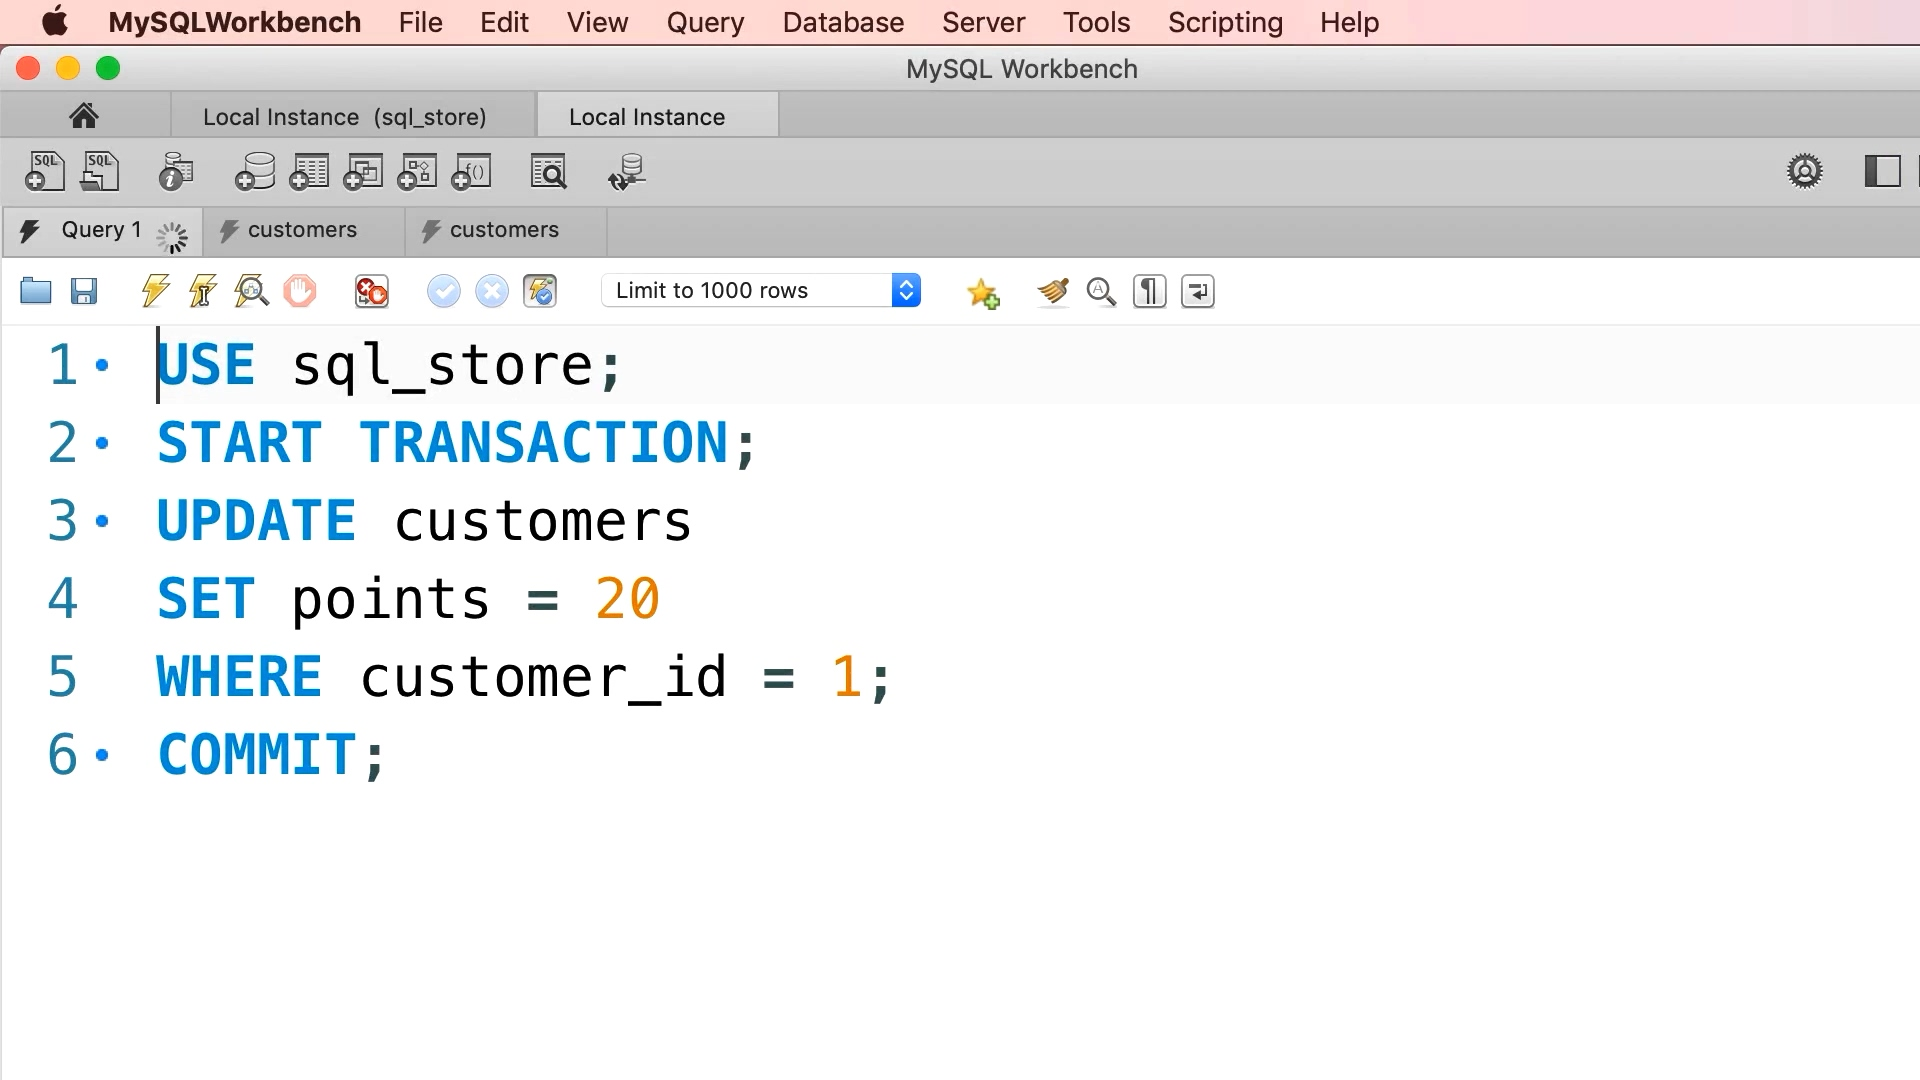 MySQLWorkbench File Edit View Query Database Server Tools Scripting Help
MySQL Workbench
Local Instance (sql_store) Local Instance
SQL SQL f()
Query 1 customers customers
Limit to 1000 rows
1 USE sql_store;
2 START TRANSACTION;
3 UPDATE customers
4 SET points = 20
5 WHERE customer_id = 1;
6 COMMIT;